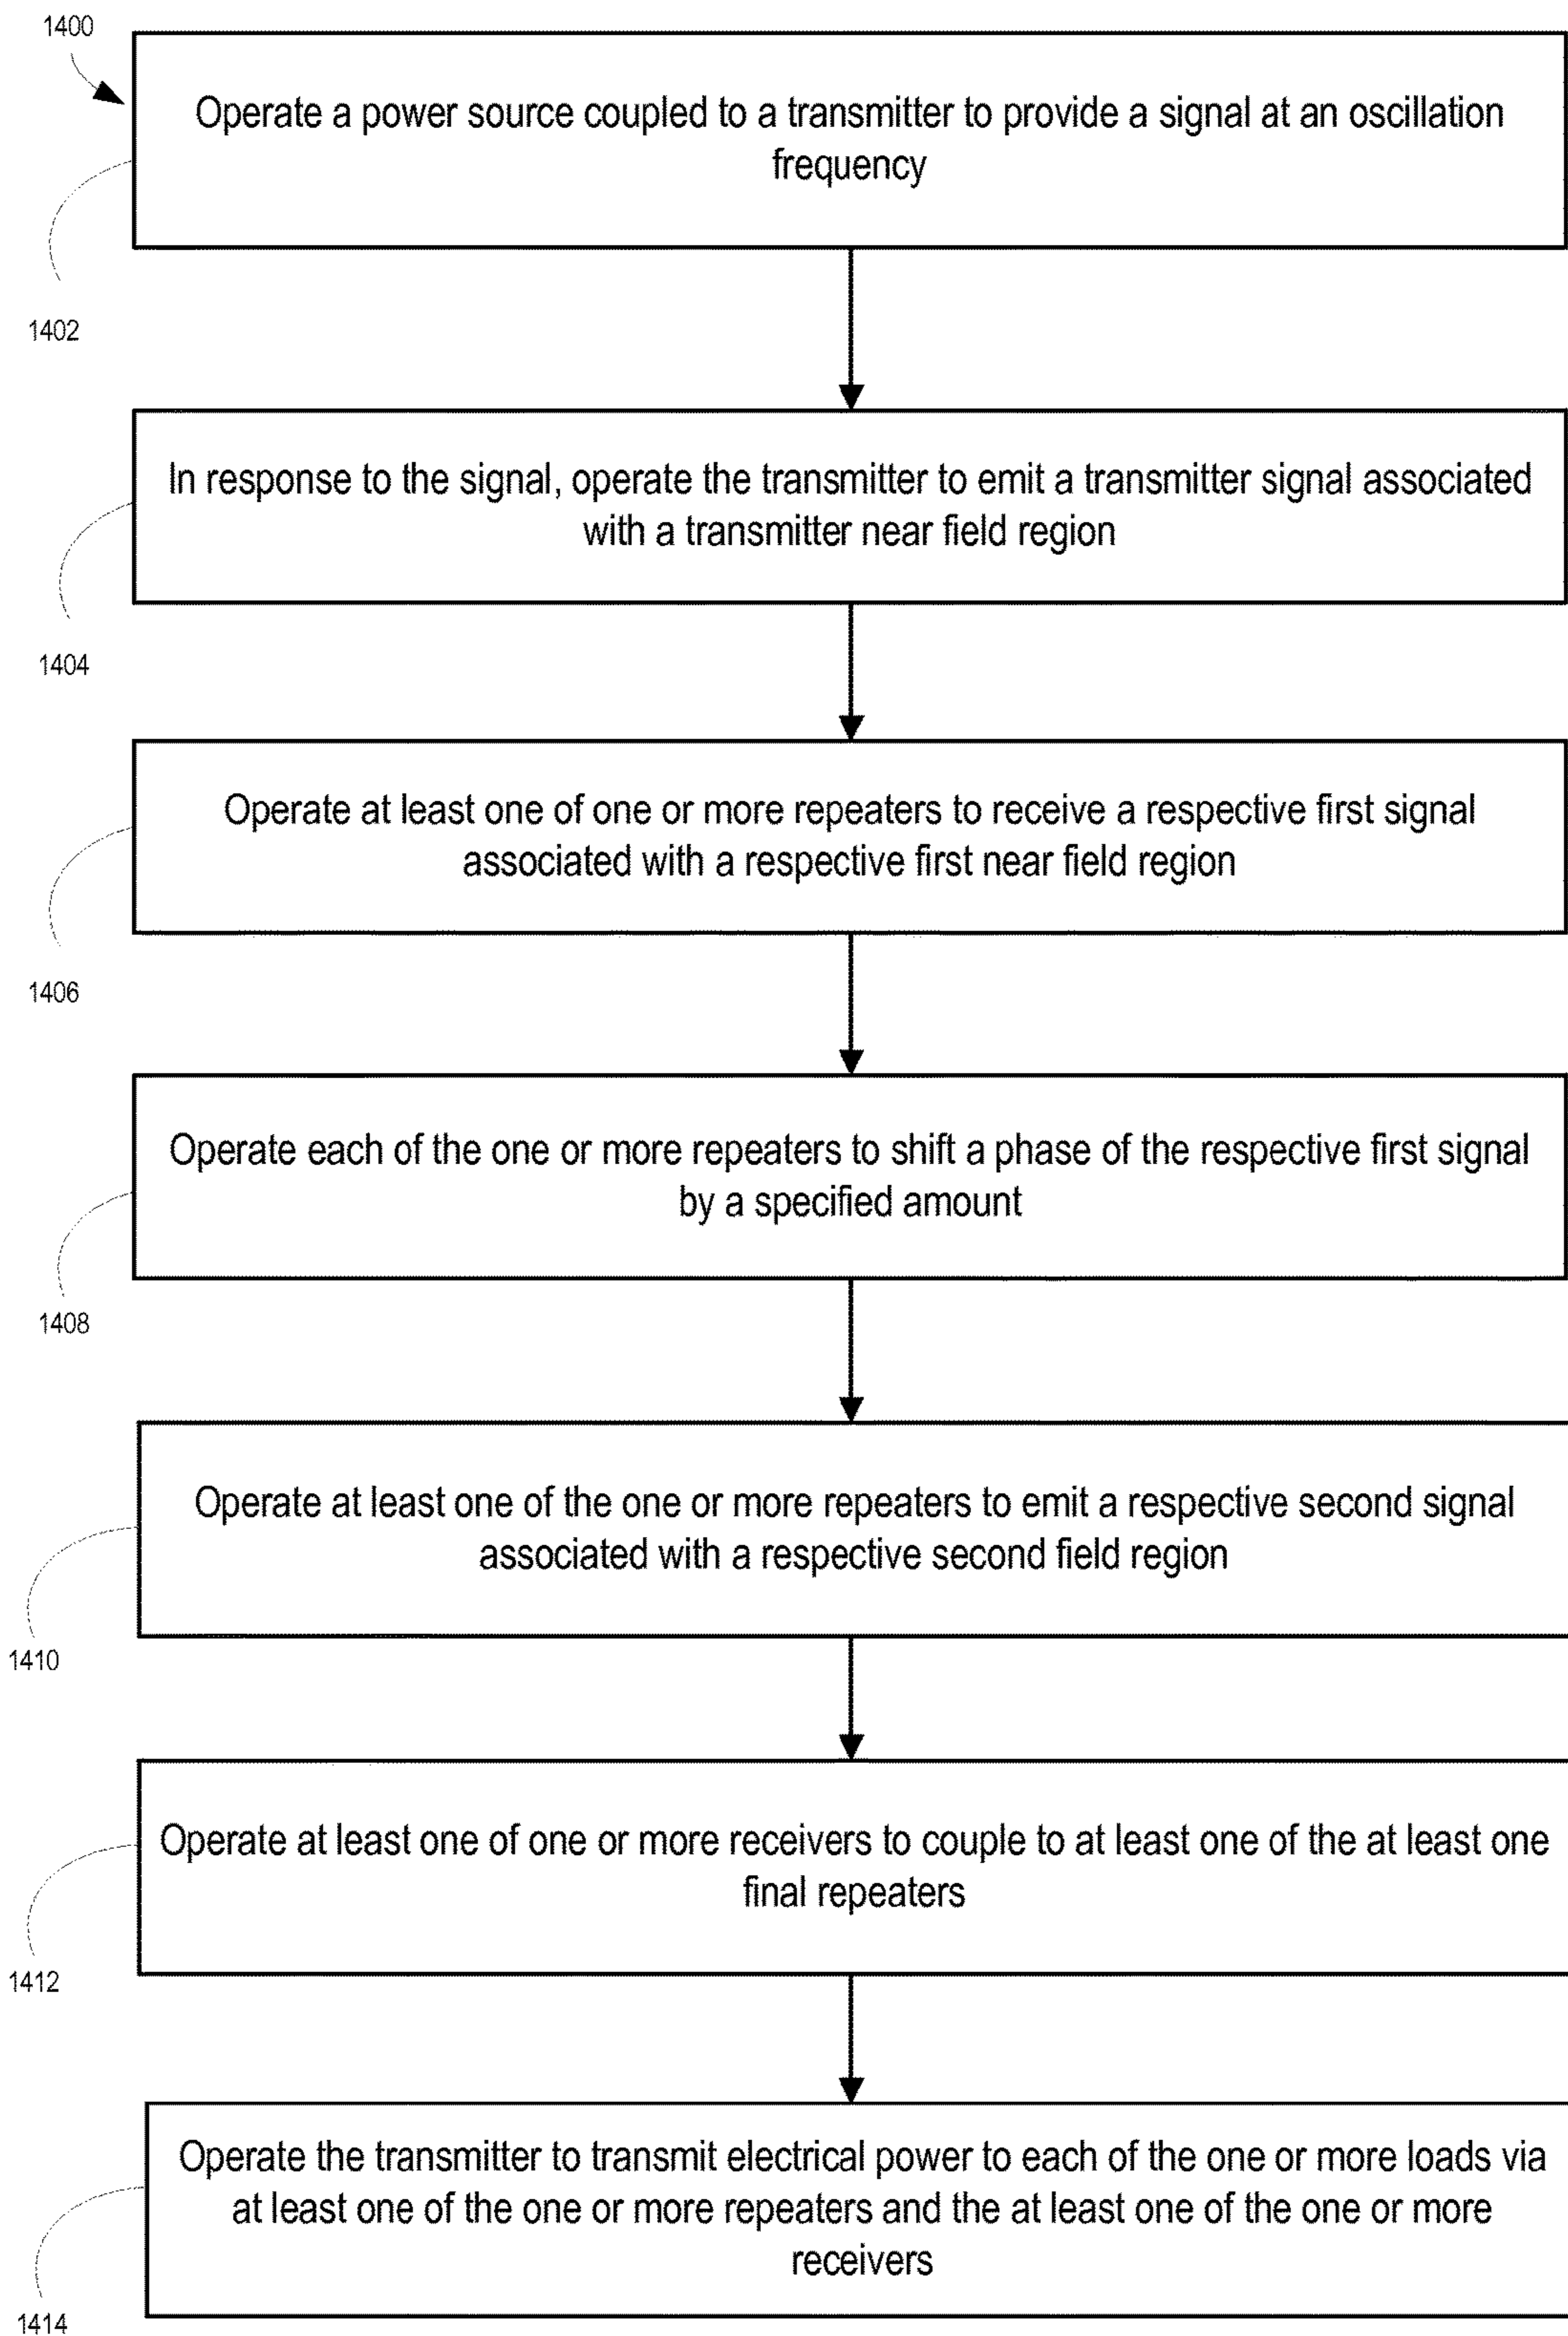 1400
Operate a power source coupled to a transmitter to provide a signal at an oscillation
frequency
1402
In response to the signal, operate the transmitter to emit a transmitter signal associated
with a transmitter near field region
1404
Operate at least one of one or more repeaters to receive a respective first signal
associated with a respective first near field region
1406
Operate each of the one or more repeaters to shift a phase of the respective first signal
by a specified amount
1408
Operate at least one of the one or more repeaters to emit a respective second signal
associated with a respective second field region
1410
Operate at least one of one or more receivers to couple to at least one of the at least one
final repeaters
1412
Operate the transmitter to transmit electrical power to each of the one or more loads via
at least one of the one or more repeaters and the at least one of the one or more
receivers
1414